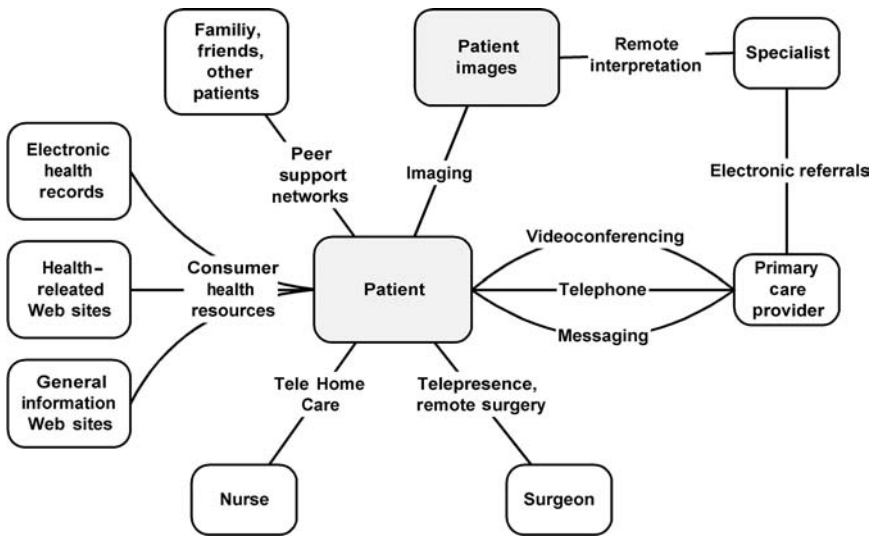 Familiy,
friends,
other
patients
Patient
images
Remote
interpretation
Specialist
Electronic
health
records
Peer
support
networks
Imaging
Electronic referrals
Health-
releated
Web sites
Consumer
health
resources
Patient
Videoconferencing
Telephone
Messaging
Primary
care
provider
General
information
Web sites
Tele Home
Care
Telepresence,
remote surgery
Nurse
Surgeon